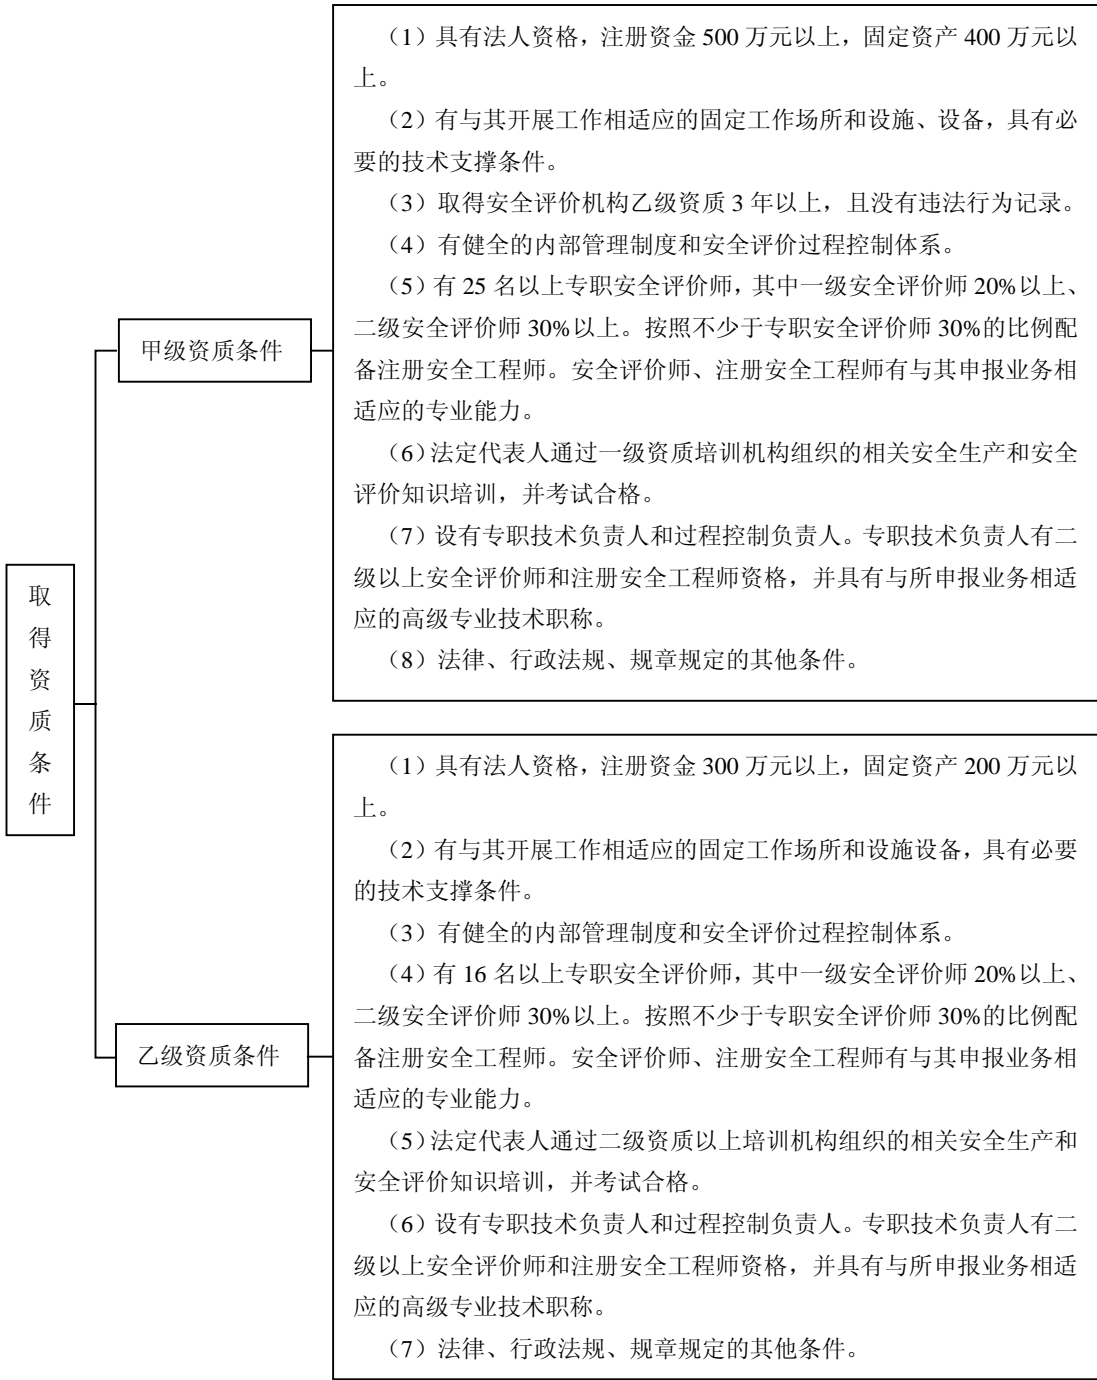 取
得
资
质
条
件
甲级资质条件
（1）具有法人资格，注册资金 500 万元以上，固定资产 400 万元以
上。
（2）有与其开展工作相适应的固定工作场所和设施、设备，具有必
要的技术支撑条件。
（3）取得安全评价机构乙级资质 3 年以上，且没有违法行为记录。
（4）有健全的内部管理制度和安全评价过程控制体系。
（5）有 25 名以上专职安全评价师，其中一级安全评价师 20%以上、
二级安全评价师 30%以上。按照不少于专职安全评价师 30%的比例配
备注册安全工程师。安全评价师、注册安全工程师有与其申报业务相
适应的专业能力。
（6）法定代表人通过一级资质培训机构组织的相关安全生产和安全
评价知识培训，并考试合格。
（7）设有专职技术负责人和过程控制负责人。专职技术负责人有二
级以上安全评价师和注册安全工程师资格，并具有与所申报业务相适
应的高级专业技术职称。
（8）法律、行政法规、规章规定的其他条件。
乙级资质条件
（1）具有法人资格，注册资金 300 万元以上，固定资产 200 万元以
上。
（2）有与其开展工作相适应的固定工作场所和设施设备，具有必要
的技术支撑条件。
（3）有健全的内部管理制度和安全评价过程控制体系。
（4）有 16 名以上专职安全评价师，其中一级安全评价师 20%以上、
二级安全评价师 30%以上。按照不少于专职安全评价师 30%的比例配
备注册安全工程师。安全评价师、注册安全工程师有与其申报业务相
适应的专业能力。
（5）法定代表人通过二级资质以上培训机构组织的相关安全生产和
安全评价知识培训，并考试合格。
（6）设有专职技术负责人和过程控制负责人。专职技术负责人有二
级以上安全评价师和注册安全工程师资格，并具有与所申报业务相适
应的高级专业技术职称。
（7）法律、行政法规、规章规定的其他条件。